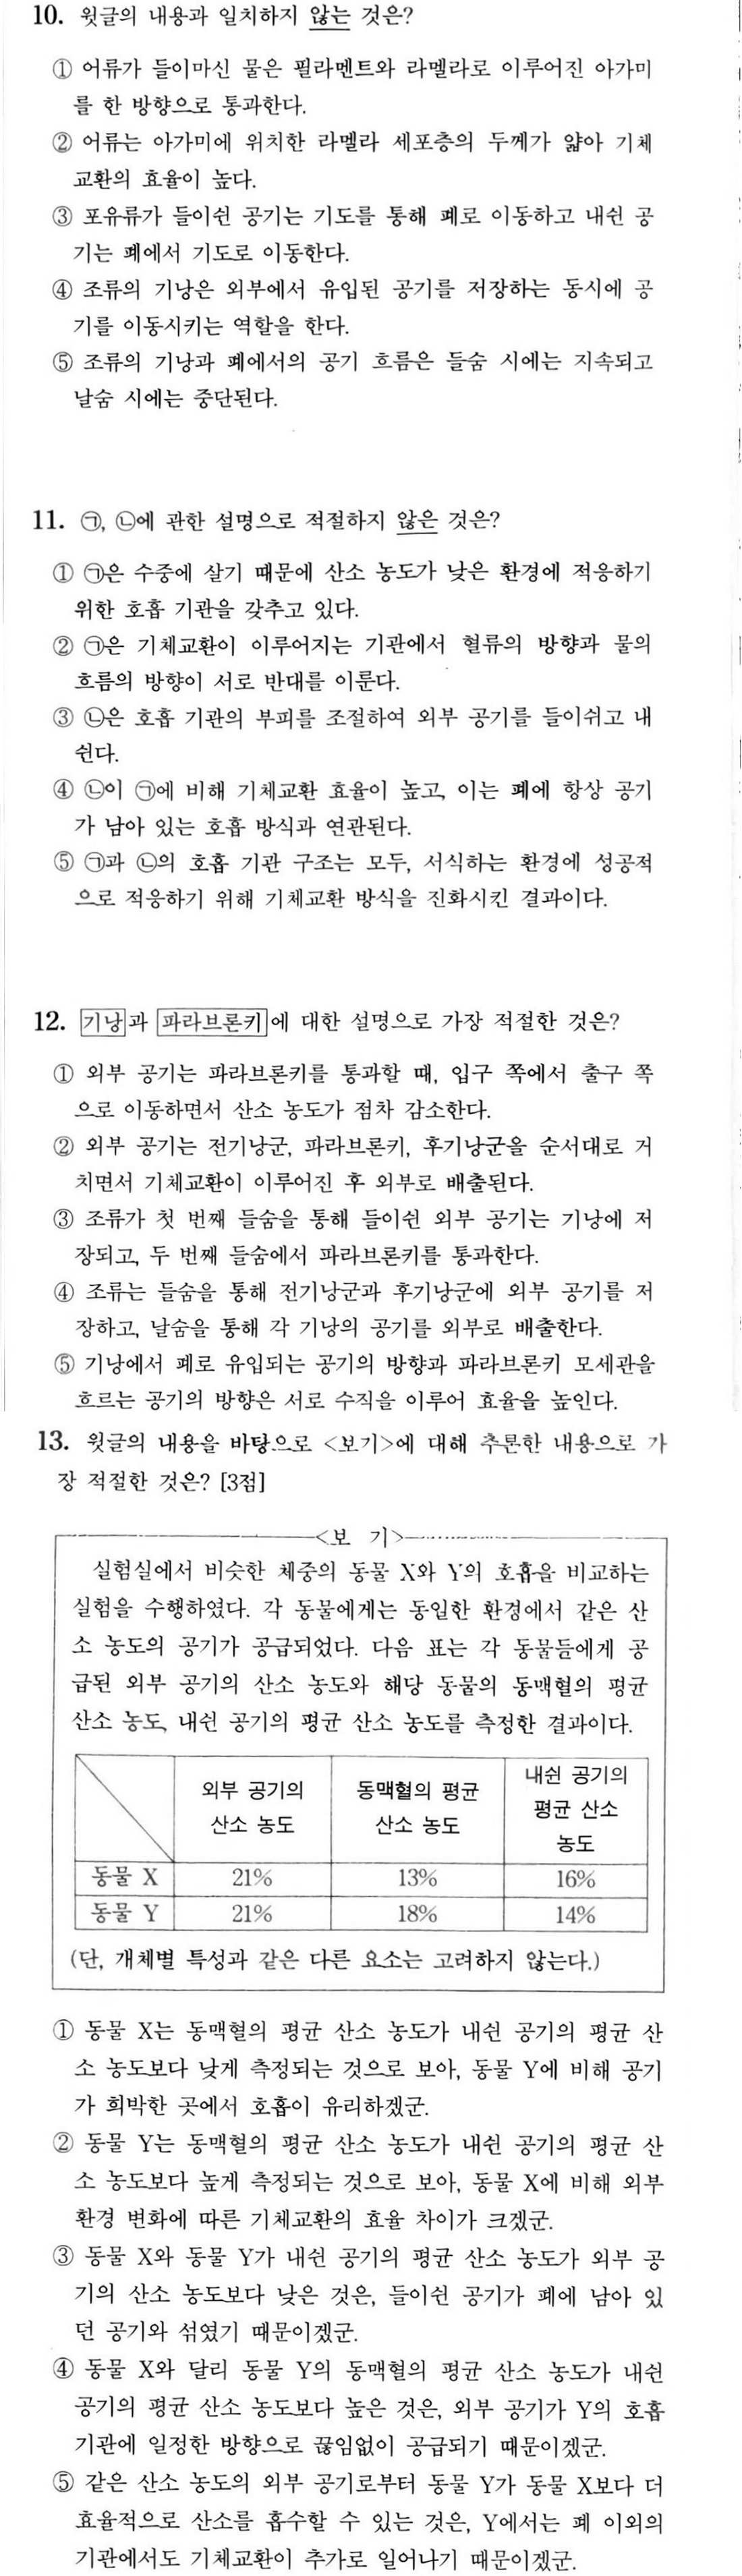 10. 윗글의 내용과 일치하지 않는 것은?
① 어류가 들이마신 물은 필라멘트와 라멜라로 이루어진 아가미
를 한 방향으로 통과한다.
② 어류는 아가미에 위치한 라멜라 세포층의 두께가 얇아 기체
교환의 효율이 높다.
③ 포유류가 들이쉰 공기는 기도를 통해 폐로 이동하고 내쉰 공
기는 폐에서 기도로 이동한다.
④ 조류의 기낭은 외부에서 유입된 공기를 저장하는 동시에 공
기를 이동시키는 역할을 한다.
⑤ 조류의 기낭과 폐에서의 공기 흐름은 들숨 시에는 지속되고
날숨 시에는 중단된다.
11. ㉠, ㉡에 관한 설명으로 적절하지 않은 것은?
① ㉠은 수중에 살기 때문에 산소 농도가 낮은 환경에 적응하기
위한 호흡 기관을 갖추고 있다.
② ㉠은 기체교환이 이루어지는 기관에서 혈류의 방향과 물의
흐름의 방향이 서로 반대를 이룬다.
③ ㉡은 호흡 기관의 부피를 조절하여 외부 공기를 들이쉬고 내
쉰다.
④ ㉡이 ㉠에 비해 기체교환 효율이 높고, 이는 폐에 항상 공기
가 남아 있는 호흡 방식과 연관된다.
⑤ ㉠과 ㉡의 호흡 기관 구조는 모두, 서식하는 환경에 성공적
으로 적응하기 위해 기체교환 방식을 진화시킨 결과이다.
12. 기낭과 파라브론키에 대한 설명으로 가장 적절한 것은?
① 외부 공기는 파라브론키를 통과할 때, 입구 쪽에서 출구 쪽
으로 이동하면서 산소 농도가 점차 감소한다.
② 외부 공기는 전기낭군, 파라브론키, 후기낭군을 순서대로 거
치면서 기체교환이 이루어진 후 외부로 배출된다.
③ 조류가 첫 번째 들숨을 통해 들이쉰 외부 공기는 기낭에 저
장되고, 두 번째 들숨에서 파라브론키를 통과한다.
④ 조류는 들숨을 통해 전기낭군과 후기낭군에 외부 공기를 저
장하고, 날숨을 통해 각 기낭의 공기를 외부로 배출한다.
⑤ 기낭에서 폐로 유입되는 공기의 방향과 파라브론키 모세관을
흐르는 공기의 방향은 서로 수직을 이루어 효율을 높인다.
13. 윗글의 내용을 바탕으로 <보기>에 대해 추론한 내용으로 가
장 적절한 것은? [3점]
<보 기>
실험실에서 비슷한 체중의 동물 X와 Y의 호흡을 비교하는
실험을 수행하였다. 각 동물에게는 동일한 환경에서 같은 산
소 농도의 공기가 공급되었다. 다음 표는 각 동물들에게 공
급된 외부 공기의 산소 농도와 해당 동물의 동맥혈의 평균
산소 농도, 내쉰 공기의 평균 산소 농도를 측정한 결과이다.
외부 공기의 산소 농도 동맥혈의 평균 산소 농도 내쉰 공기의 평균 산소 농도
동물 X 21% 13% 16%
동물 Y 21% 18% 14%
(단, 개체별 특성과 같은 다른 요소는 고려하지 않는다.)
① 동물 X는 동맥혈의 평균 산소 농도가 내쉰 공기의 평균 산
소 농도보다 낮게 측정되는 것으로 보아, 동물 Y에 비해 공기
가 희박한 곳에서 호흡이 유리하겠군.
② 동물 Y는 동맥혈의 평균 산소 농도가 내쉰 공기의 평균 산
소 농도보다 높게 측정되는 것으로 보아, 동물 X에 비해 외부
환경 변화에 따른 기체교환의 효율 차이가 크겠군.
③ 동물 X와 동물 Y가 내쉰 공기의 평균 산소 농도가 외부 공
기의 산소 농도보다 낮은 것은, 들이쉰 공기가 폐에 남아 있
던 공기와 섞였기 때문이겠군.
④ 동물 X와 달리 동물 Y의 동맥혈의 평균 산소 농도가 내쉰
공기의 평균 산소 농도보다 높은 것은, 외부 공기가 Y의 호흡
기관에 일정한 방향으로 끊임없이 공급되기 때문이겠군.
⑤ 같은 산소 농도의 외부 공기로부터 동물 Y가 동물 X보다 더
효율적으로 산소를 흡수할 수 있는 것은, Y에서는 폐 이외의
기관에서도 기체교환이 추가로 일어나기 때문이겠군.